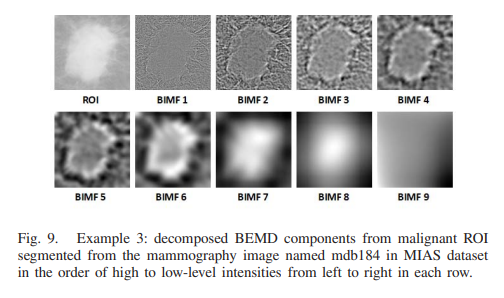 ROI BIMF 1 BIMF 2 BIMF 3 BIMF 4
BIMF 5 BIMF 6 BIMF 7 BIMF 8 BIMF 9
Fig. 9. Example 3: decomposed BEMD components from malignant ROI
segmented from the mammography image named mdb184 in MIAS dataset
in the order of high to low-level intensities from left to right in each row.